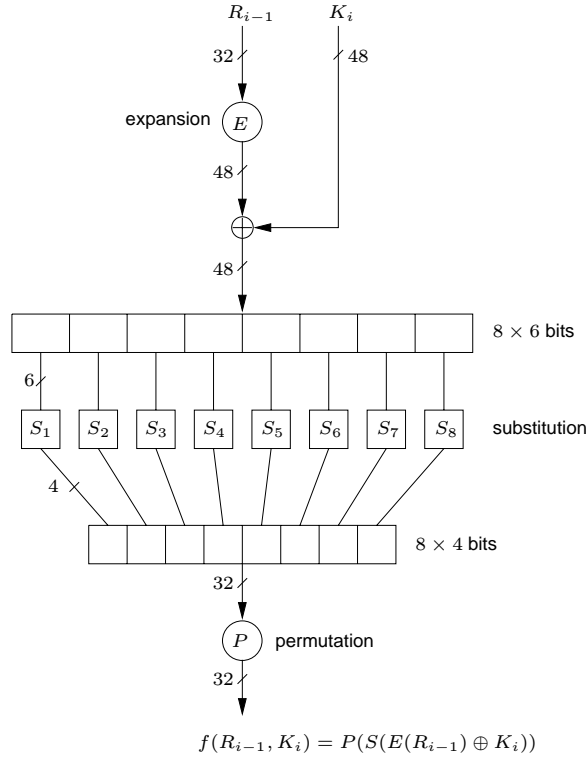 R_{i−1} K_i
32 48
expansion E
48
48
8 × 6 bits
6
S_1 S_2 S_3 S_4 S_5 S_6 S_7 S_8 substitution
4
8 × 4 bits
32
P permutation
32
f(R_{i−1}, K_i) = P(S(E(R_{i−1}) ⊕ K_i))